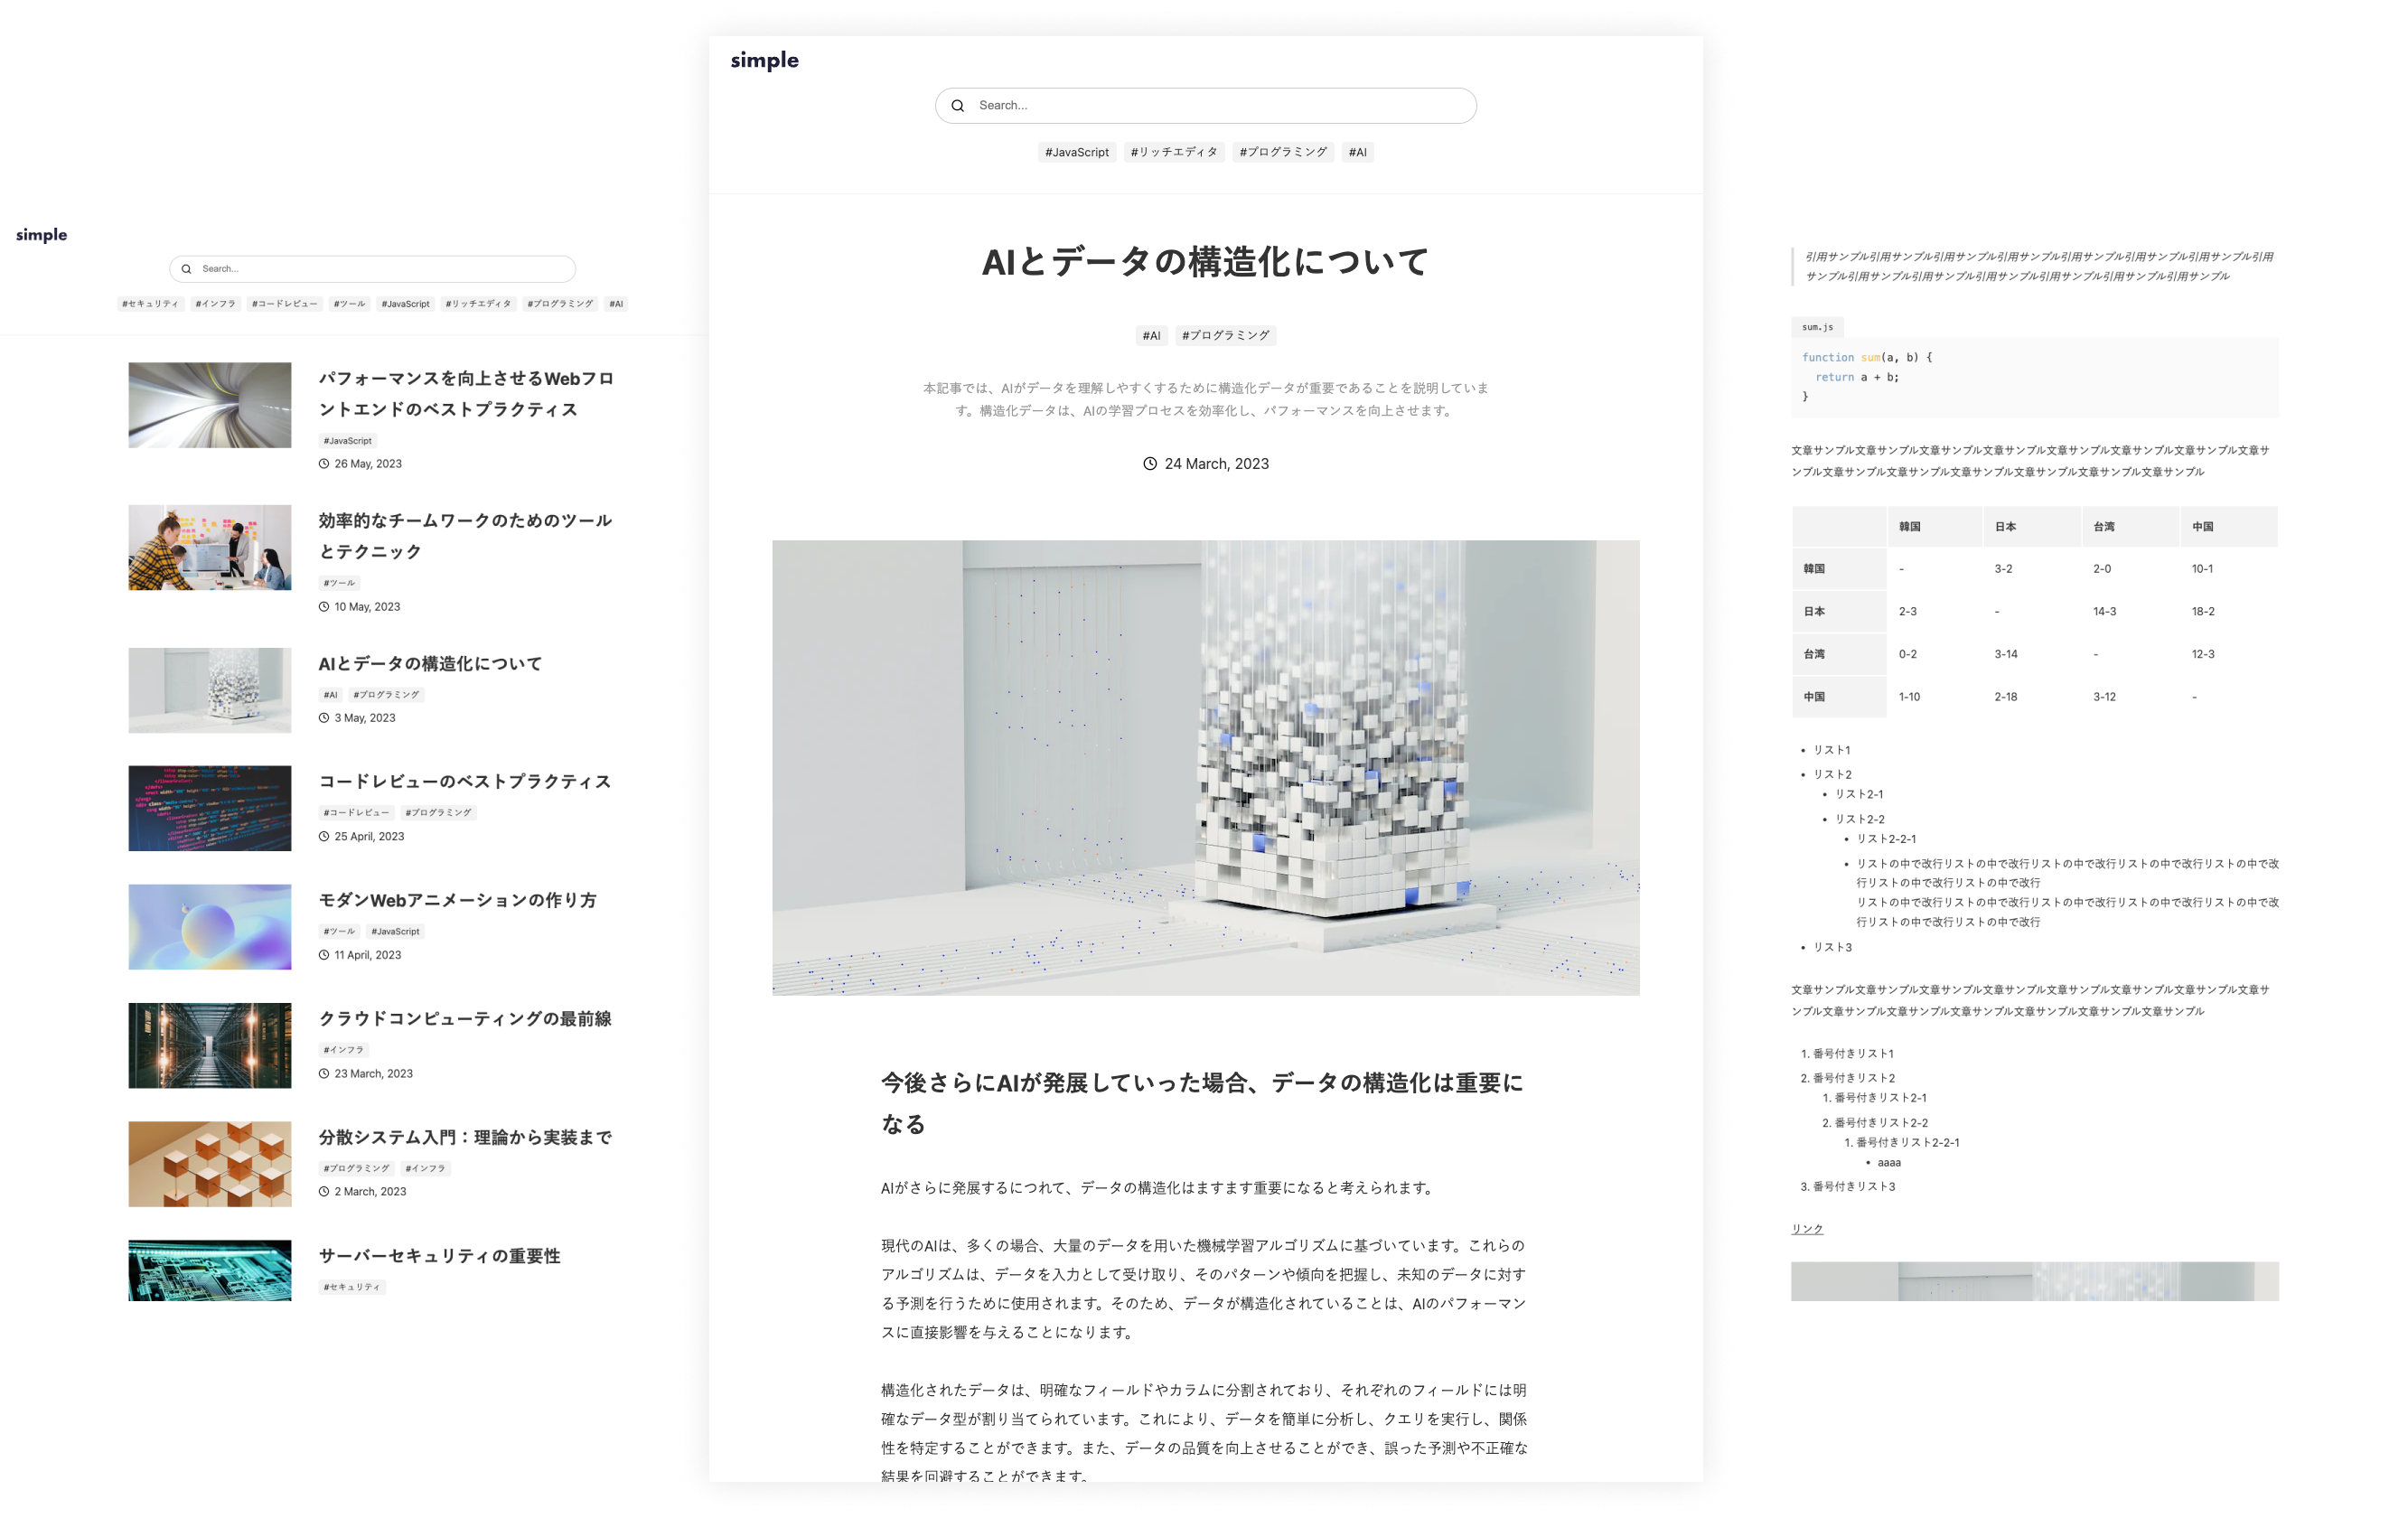 simple
Search...
#セキュリティ #インフラ #コードレビュー #ツール #JavaScript #リッチエディタ #プログラミング #AI
パフォーマンスを向上させるWebフロ
ントエンドのベストプラクティス
#JavaScript
26 May, 2023
効率的なチームワークのためのツール
とテクニック
#ツール
10 May, 2023
AIとデータの構造化について
#AI #プログラミング
3 May, 2023
コードレビューのベストプラクティス
#コードレビュー #プログラミング
25 April, 2023
モダンWebアニメーションの作り方
#ツール #JavaScript
11 April, 2023
クラウドコンピューティングの最前線
#インフラ
23 March, 2023
分散システム入門：理論から実装まで
#プログラミング #インフラ
2 March, 2023
サーバーセキュリティの重要性
#セキュリティ
simple
Search...
#JavaScript #リッチエディタ #プログラミング #AI
AIとデータの構造化について
#AI #プログラミング
本記事では、AIがデータを理解しやすくするために構造化データが重要であることを説明していま
す。構造化データは、AIの学習プロセスを効率化し、パフォーマンスを向上させます。
24 March, 2023
今後さらにAIが発展していった場合、データの構造化は重要に
なる
AIがさらに発展するにつれて、データの構造化はますます重要になると考えられます。
現代のAIは、多くの場合、大量のデータを用いた機械学習アルゴリズムに基づいています。これらの
アルゴリズムは、データを入力として受け取り、そのパターンや傾向を把握し、未知のデータに対す
る予測を行うために使用されます。そのため、データが構造化されていることは、AIのパフォーマン
スに直接影響を与えることになります。
構造化されたデータは、明確なフィールドやカラムに分割されており、それぞれのフィールドには明
確なデータ型が割り当てられています。これにより、データを簡単に分析し、クエリを実行し、関係
性を特定することができます。また、データの品質を向上させることができ、誤った予測や不正確な
結果を回避することができます。
引用サンプル引用サンプル引用サンプル引用サンプル引用サンプル引用サンプル引用サンプル引用
サンプル引用サンプル引用サンプル引用サンプル引用サンプル引用サンプル引用サンプル
sum.js
function sum(a, b) {
return a + b;
}
文章サンプル文章サンプル文章サンプル文章サンプル文章サンプル文章サンプル文章サンプル文章サ
ンプル文章サンプル文章サンプル文章サンプル文章サンプル文章サンプル文章サンプル
韓国 日本 台湾 中国
韓国 - 3-2 2-0 10-1
日本 2-3 - 14-3 18-2
台湾 0-2 3-14 - 12-3
中国 1-10 2-18 3-12 -
• リスト1
• リスト2
• リスト2-1
• リスト2-2
• リスト2-2-1
• リストの中で改行リストの中で改行リストの中で改行リストの中で改行リストの中で改
行リストの中で改行リストの中で改行
リストの中で改行リストの中で改行リストの中で改行リストの中で改行リストの中で改
行リストの中で改行リストの中で改行
• リスト3
文章サンプル文章サンプル文章サンプル文章サンプル文章サンプル文章サンプル文章サンプル文章サ
ンプル文章サンプル文章サンプル文章サンプル文章サンプル文章サンプル文章サンプル
1. 番号付きリスト1
2. 番号付きリスト2
1. 番号付きリスト2-1
2. 番号付きリスト2-2
1. 番号付きリスト2-2-1
• aaaa
3. 番号付きリスト3
リンク